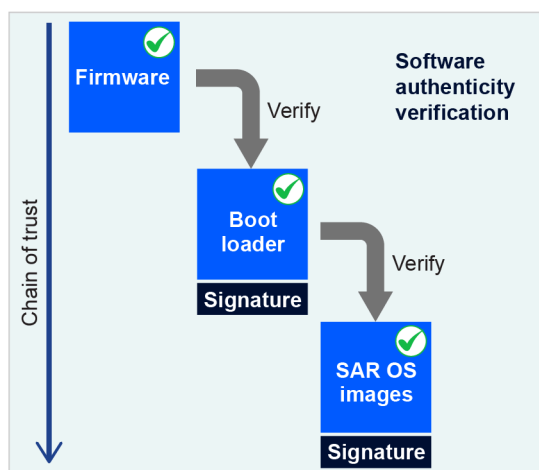 Firmware
Software
authenticity
verification
Verify
Boot
loader
Signature
Verify
SAR OS
images
Signature
Chain of trust